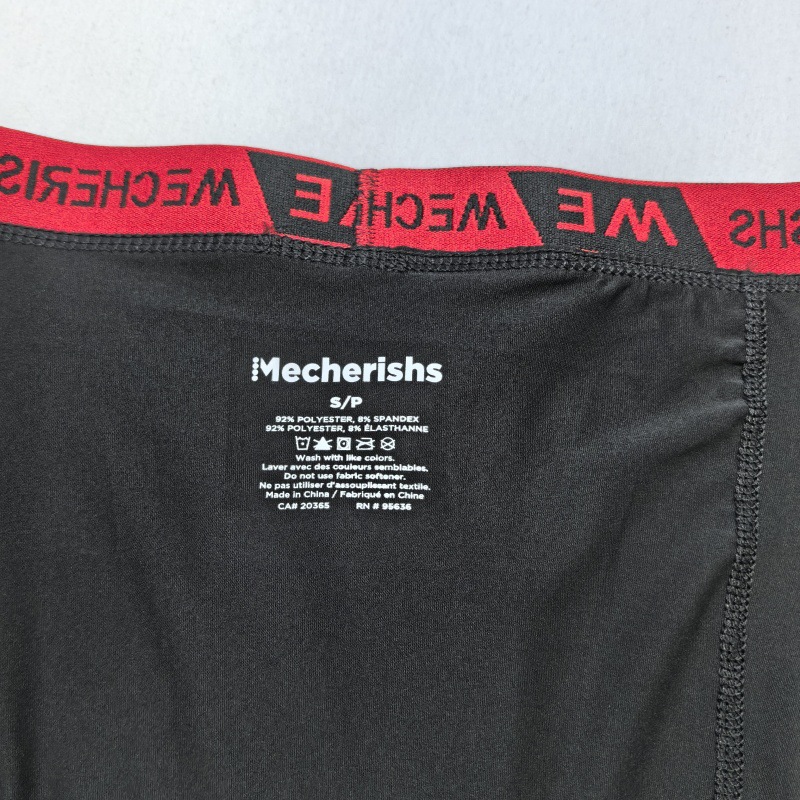 WECHERIS WE WECHE WE SHS
Mecherishs
S/P
92% POLYESTER, 8% SPANDEX
92% POLYESTER, 8% ÉLASTHANNE
Wash with like colors.
Laver avec des couleurs semblables.
Do not use fabric softener.
Ne pas utiliser d'assouplissant textile.
Made in China / Fabriqué en Chine
CA# 20365 RN # 95636